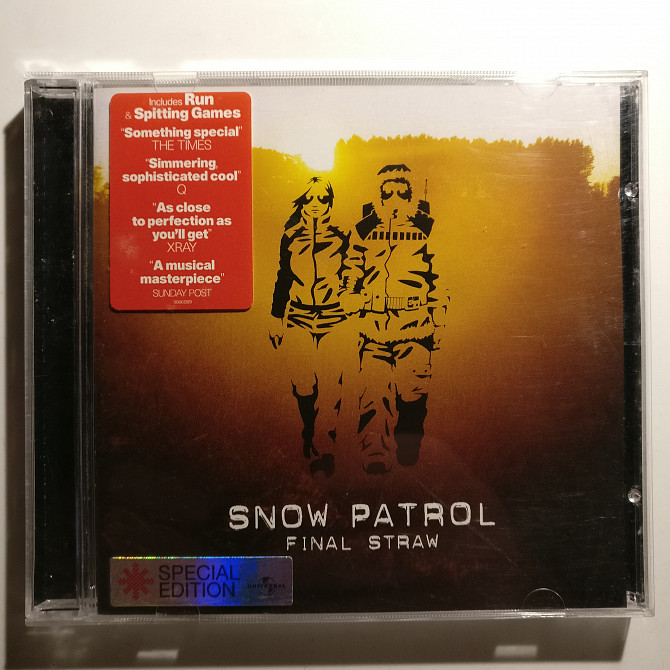 Includes Run
& Spitting Games
"Something special"
THE TIMES
"Simmering,
sophisticated cool"
Q
"As close
to perfection as
you'll get"
XRAY
"A musical
masterpiece"
SUNDAY POST
SNOW PATROL
FINAL STRAW
SPECIAL
EDITION
UNIVERSAL